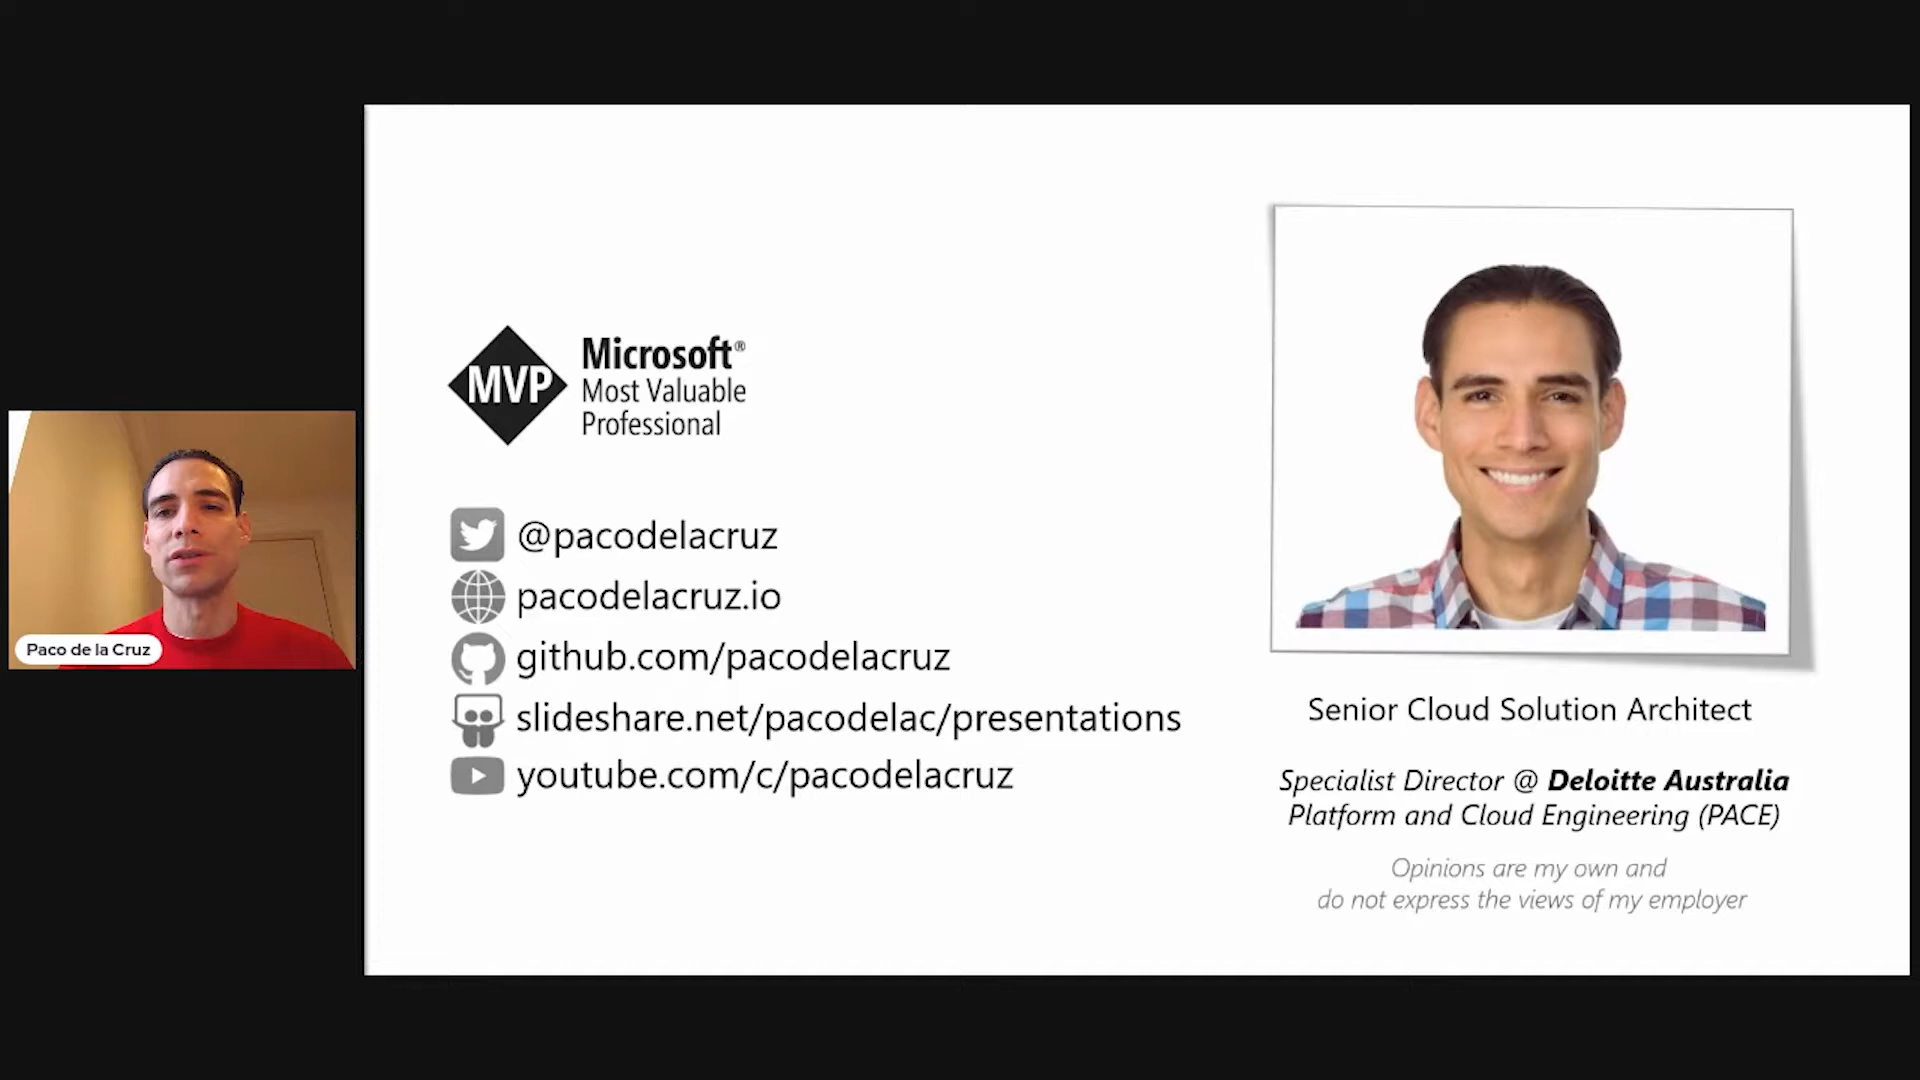 MVP
Microsoft®
Most Valuable
Professional
@pacodelacruz
pacodelacruz.io
github.com/pacodelacruz
slideshare.net/pacodelac/presentations
youtube.com/c/pacodelacruz
Paco de la Cruz
Senior Cloud Solution Architect
Specialist Director @ Deloitte Australia
Platform and Cloud Engineering (PACE)
Opinions are my own and
do not express the views of my employer